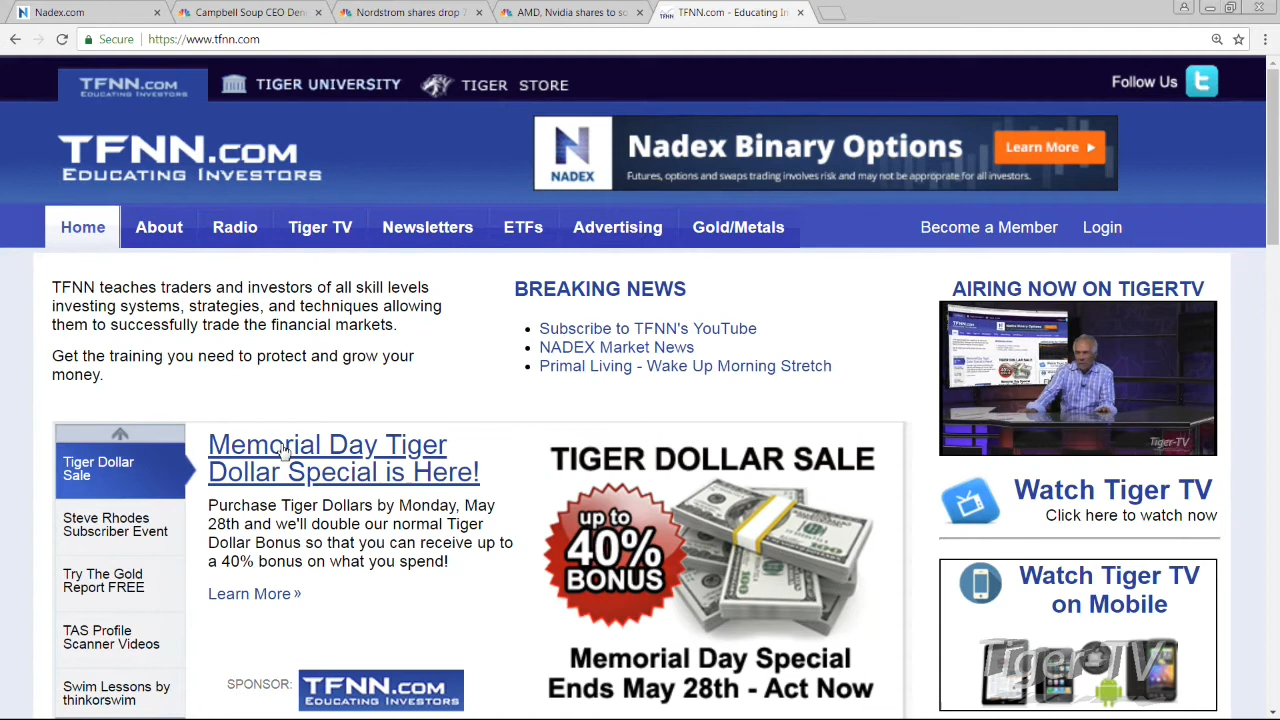 Nadex.com
Campbell Soup CEO Den
Nordstrom shares drop 7
AMD, Nvidia shares to s
TFNN.com - Educating In
Secure
https://www.tfnn.com
TFNN.COM
EDUCATING INVESTORS
TIGER UNIVERSITY
TIGER STORE
Follow Us
TFNN.COM
EDUCATING INVESTORS
NADEX
Nadex Binary Options
Learn More
Futures, options and swaps trading involves risk and may not be appropriate for all investors.
Home
About
Radio
Tiger TV
Newsletters
ETFs
Advertising
Gold/Metals
Become a Member
Login
TFNN teaches traders and investors of all skill levels
investing systems, strategies, and techniques allowing
them to successfully trade the financial markets.
Get the training you need to protect and grow your
money.
BREAKING NEWS
Subscribe to TFNN's YouTube
NADEX Market News
Primal Living - Wake Up Morning Stretch
AIRING NOW ON TIGERTV
Tiger-TV
Tiger Dollar
Sale
Steve Rhodes
Subscriber Event
Try The Gold
Report FREE
TAS Profile
Scanner Videos
Swim Lessons by
thinkorswim
Memorial Day Tiger
Dollar Special is Here!
Purchase Tiger Dollars by Monday, May
28th and we'll double our normal Tiger
Dollar Bonus so that you can receive up to
a 40% bonus on what you spend!
Learn More »
SPONSOR:
TFNN.COM
EDUCATING INVESTORS
TIGER DOLLAR SALE
up to
40%
BONUS
Memorial Day Special
Ends May 28th - Act Now
Watch Tiger TV
Click here to watch now
Watch Tiger TV
on Mobile
Tiger-TV